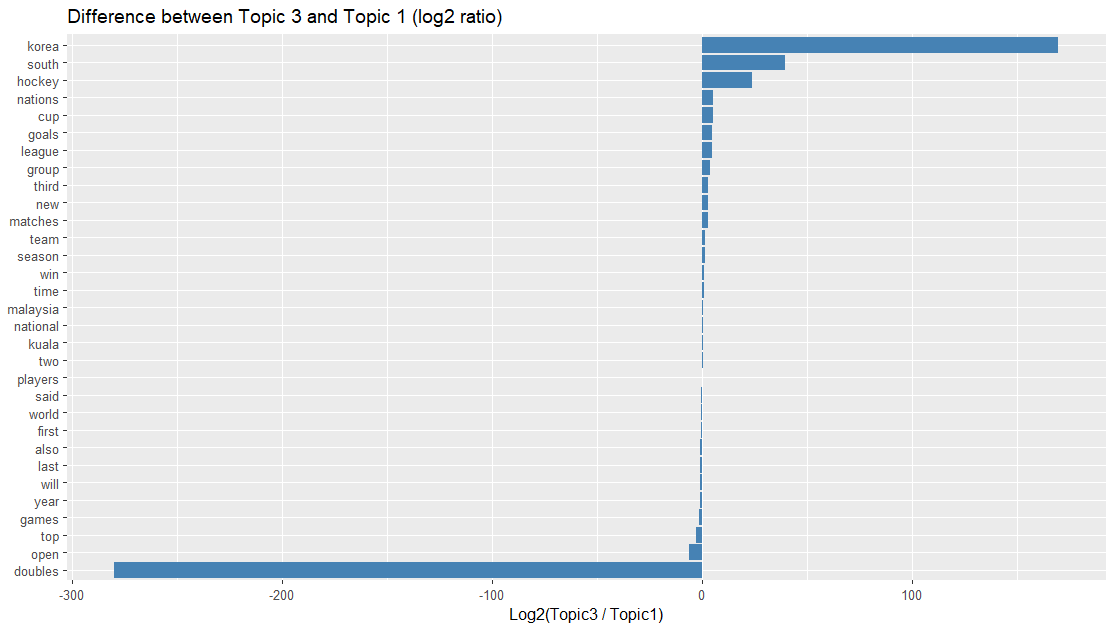 Difference between Topic 3 and Topic 1 (log2 ratio)
korea
south
hockey
nations
cup
goals
league
group
third
new
matches
team
season
win
time
malaysia
national
kuala
two
players
said
world
first
also
last
will
year
games
top
open
doubles
-300 -200 -100 0 100
Log2(Topic3 / Topic1)